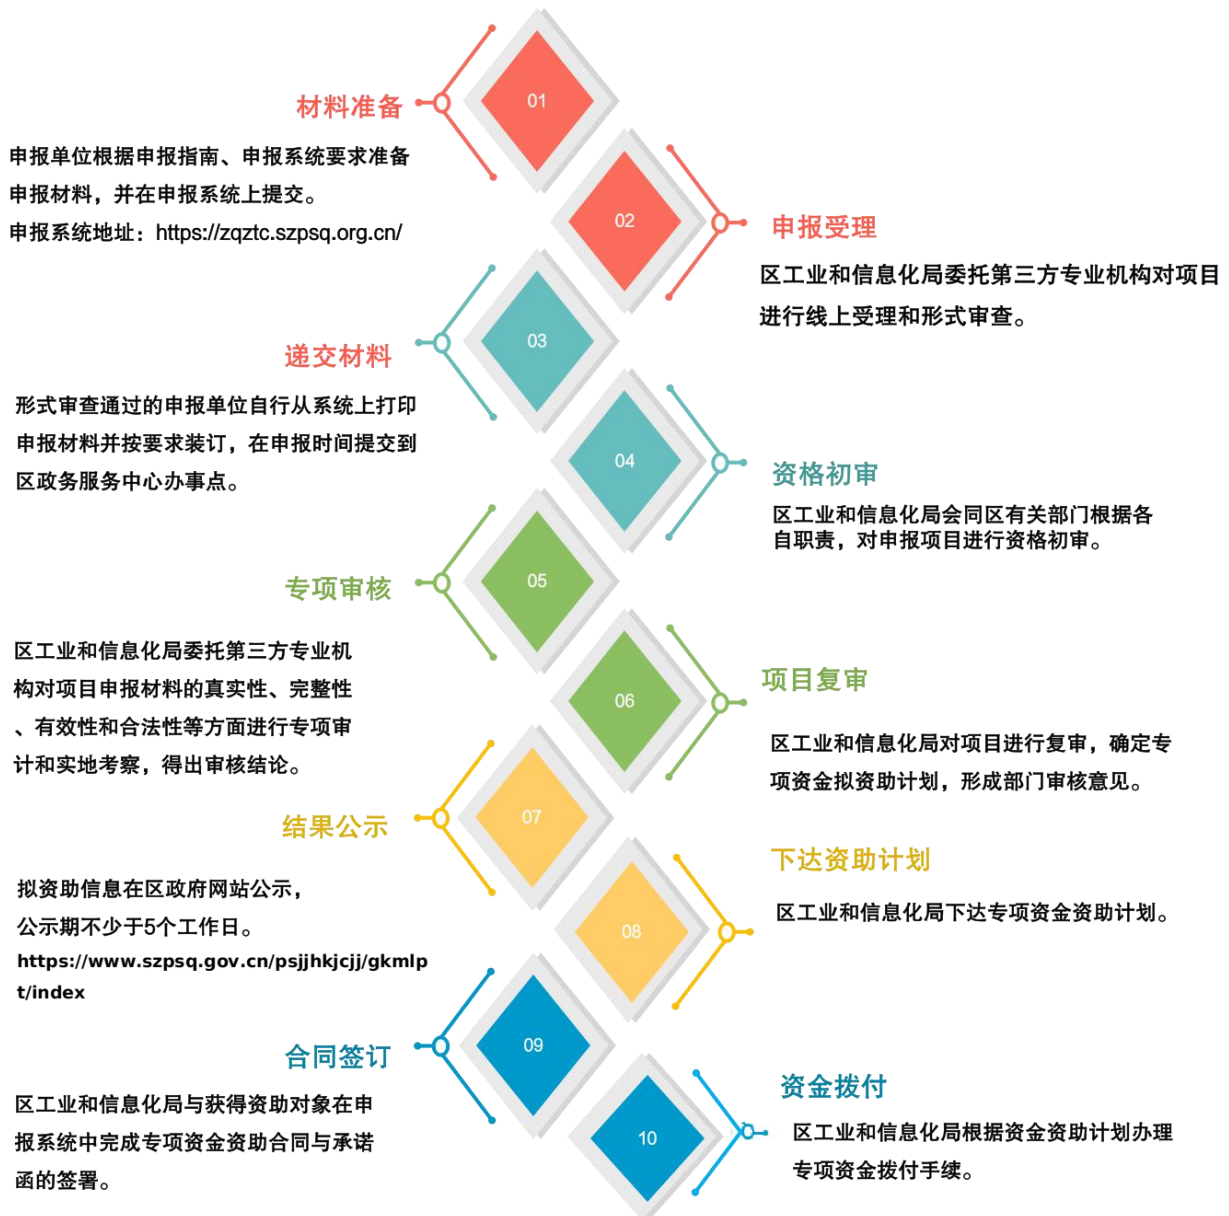 01
材料准备
申报单位根据申报指南、申报系统要求准备
申报材料，并在申报系统上提交。
申报系统地址：https://zqztc.szpsq.org.cn/
02
申报受理
区工业和信息化局委托第三方专业机构对项目
进行线上受理和形式审查。
03
递交材料
形式审查通过的申报单位自行从系统上打印
申报材料并按要求装订，在申报时间提交到
区政务服务中心办事点。
04
资格初审
区工业和信息化局会同区有关部门根据各
自职责，对申报项目进行资格初审。
05
专项审核
区工业和信息化局委托第三方专业机
构对项目申报材料的真实性、完整性
、有效性和合法性等方面进行专项审
计和实地考察，得出审核结论。
06
项目复审
区工业和信息化局对项目进行复审，确定专
项资金拟资助计划，形成部门审核意见。
07
结果公示
拟资助信息在区政府网站公示，
公示期不少于5个工作日。
https://www.szpsq.gov.cn/psjjhkjcjj/gkmlp
t/index
08
下达资助计划
区工业和信息化局下达专项资金资助计划。
09
合同签订
区工业和信息化局与获得资助对象在申
报系统中完成专项资金资助合同与承诺
函的签署。
10
资金拨付
区工业和信息化局根据资金资助计划办理
专项资金拨付手续。